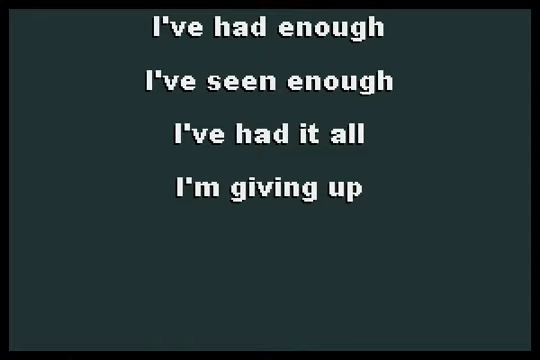 I've had enough
I've seen enough
I've had it all
I'm giving up